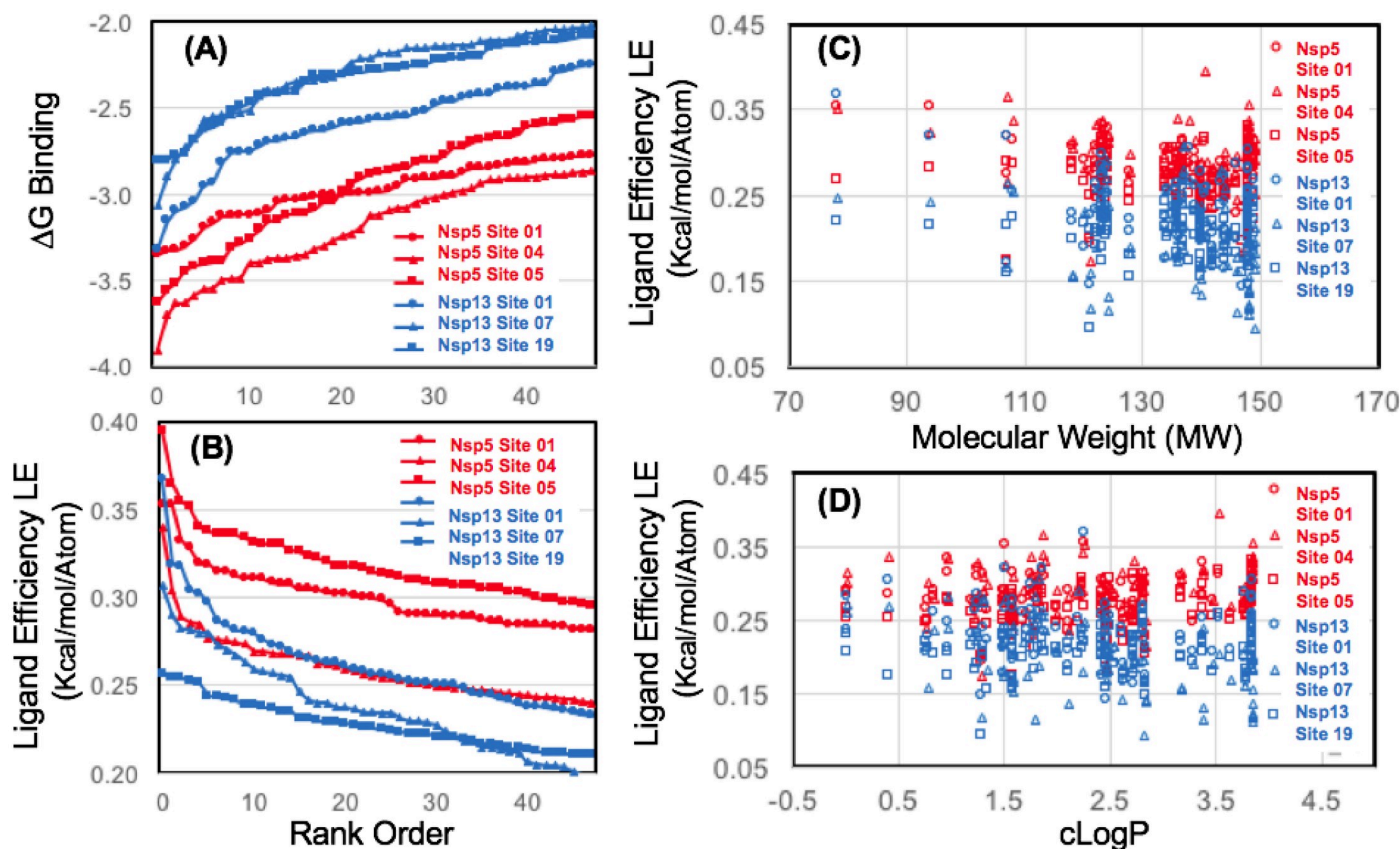 (A)
ΔG Binding
-2.0
-2.5
-3.0
-3.5
-4.0
0
10
20
30
40
Nsp5 Site 01
Nsp5 Site 04
Nsp5 Site 05
Nsp13 Site 01
Nsp13 Site 07
Nsp13 Site 19
(B)
Ligand Efficiency LE
(Kcal/mol/Atom)
0.40
0.35
0.30
0.25
0.20
0
10
20
30
40
Rank Order
Nsp5 Site 01
Nsp5 Site 04
Nsp5 Site 05
Nsp13 Site 01
Nsp13 Site 07
Nsp13 Site 19
(C)
Ligand Efficiency LE
(Kcal/mol/Atom)
0.45
0.35
0.25
0.15
0.05
70
90
110
130
150
170
Molecular Weight (MW)
Nsp5
Site 01
Nsp5
Site 04
Nsp5
Site 05
Nsp13
Site 01
Nsp13
Site 07
Nsp13
Site 19
(D)
Ligand Efficiency LE
(Kcal/mol/Atom)
0.45
0.35
0.25
0.15
0.05
-0.5
0.5
1.5
2.5
3.5
4.5
cLogP
Nsp5
Site 01
Nsp5
Site 04
Nsp5
Site 05
Nsp13
Site 01
Nsp13
Site 07
Nsp13
Site 19